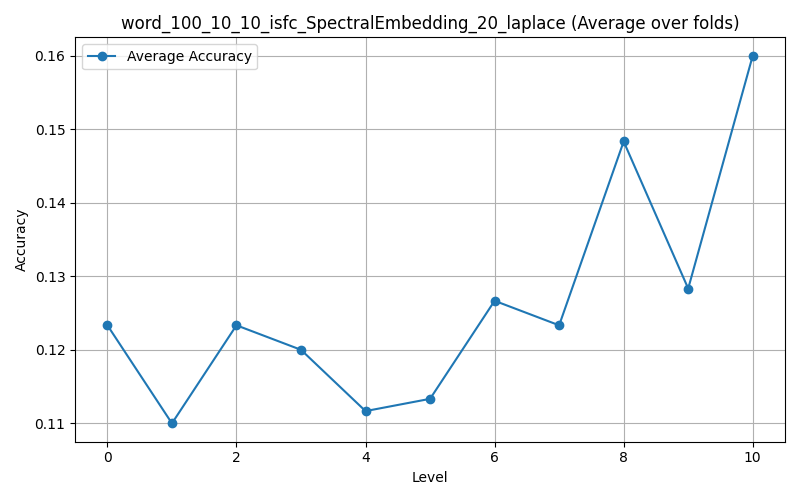 word_100_10_10_isfc_SpectralEmbedding_20_laplace (Average over folds)
Average Accuracy
0.16
0.15
0.14
0.13
0.12
0.11
Accuracy
0 2 4 6 8 10
Level